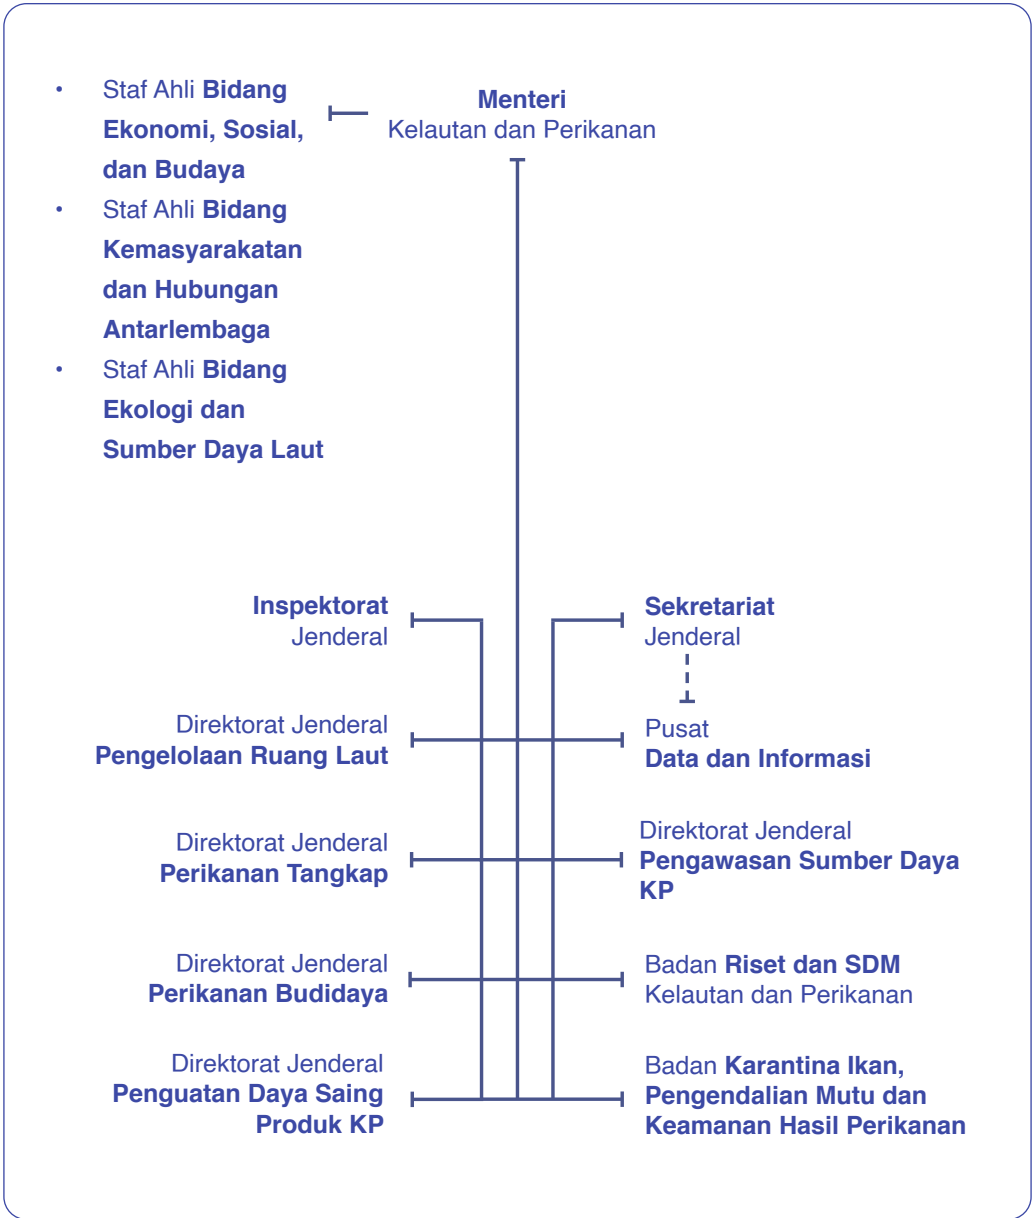 • Staf Ahli Bidang
Ekonomi, Sosial,
dan Budaya
• Staf Ahli Bidang
Kemasyarakatan
dan Hubungan
Antarlembaga
• Staf Ahli Bidang
Ekologi dan
Sumber Daya Laut
Menteri
Kelautan dan Perikanan
Inspektorat
Jenderal
Sekretariat
Jenderal
Direktorat Jenderal
Pengelolaan Ruang Laut
Pusat
Data dan Informasi
Direktorat Jenderal
Perikanan Tangkap
Direktorat Jenderal
Pengawasan Sumber Daya
KP
Direktorat Jenderal
Perikanan Budidaya
Badan Riset dan SDM
Kelautan dan Perikanan
Direktorat Jenderal
Penguatan Daya Saing
Produk KP
Badan Karantina Ikan,
Pengendalian Mutu dan
Keamanan Hasil Perikanan